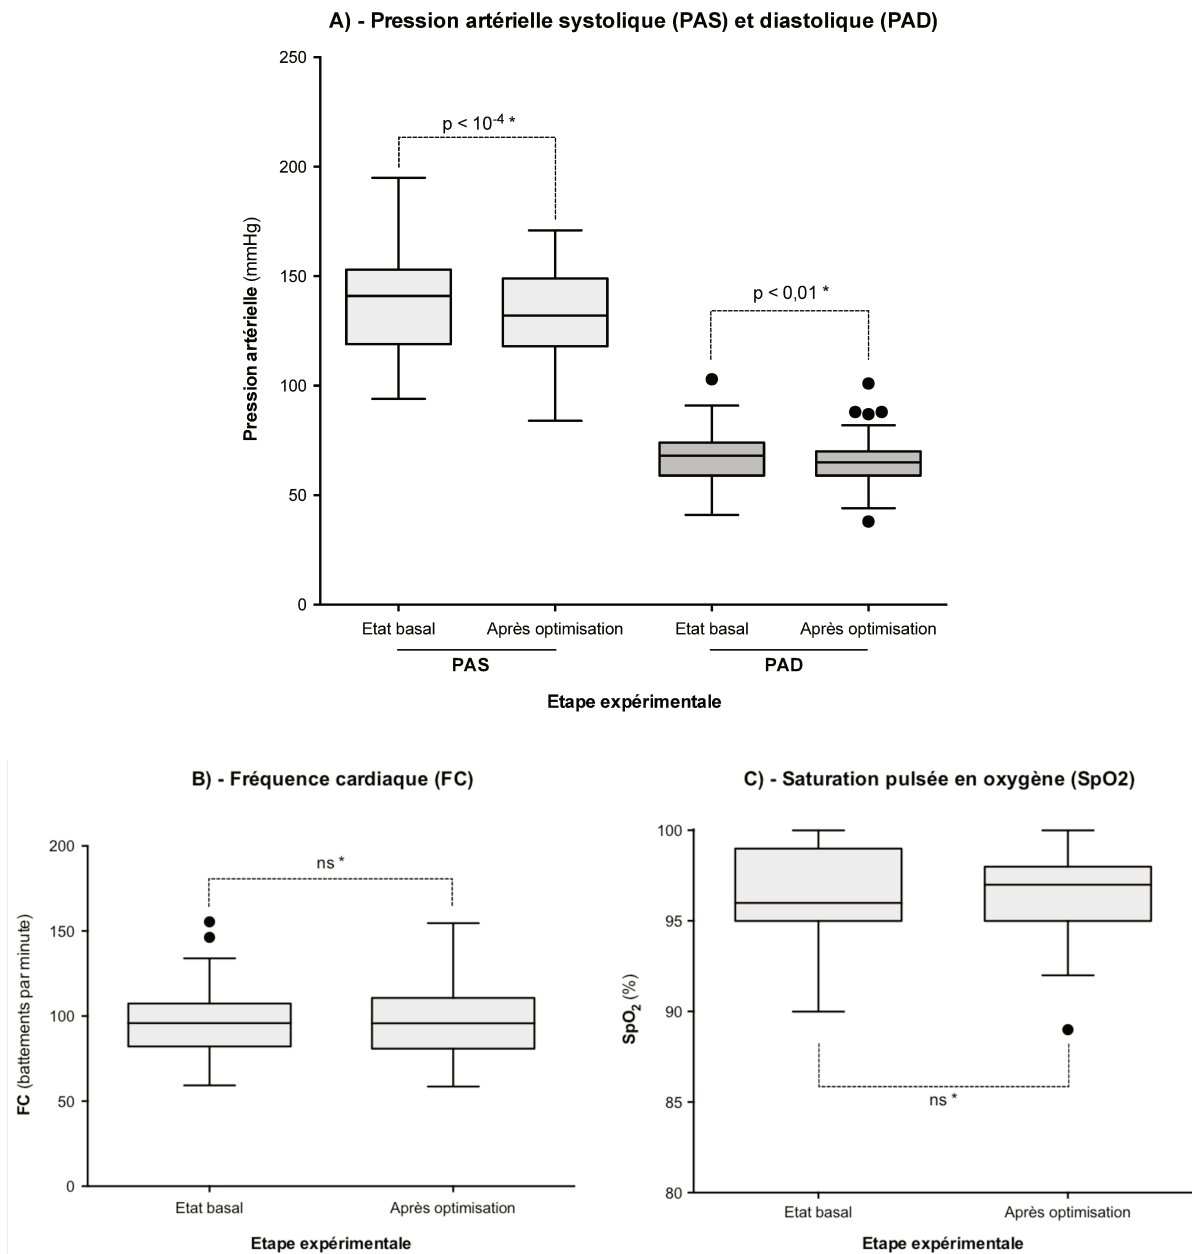 A) - Pression artérielle systolique (PAS) et diastolique (PAD)
250
200
150
100
50
0
Pression artérielle (mmHg)
p < 10-4 *
p < 0,01 *
Etat basal Après optimisation Etat basal Après optimisation
PAS PAD
Etape expérimentale
B) - Fréquence cardiaque (FC)
200
150
100
50
0
FC (battements par minute)
ns *
Etat basal Après optimisation
Etape expérimentale
C) - Saturation pulsée en oxygène (SpO2)
100
95
90
85
80
SpO2 (%)
ns *
Etat basal Après optimisation
Etape expérimentale